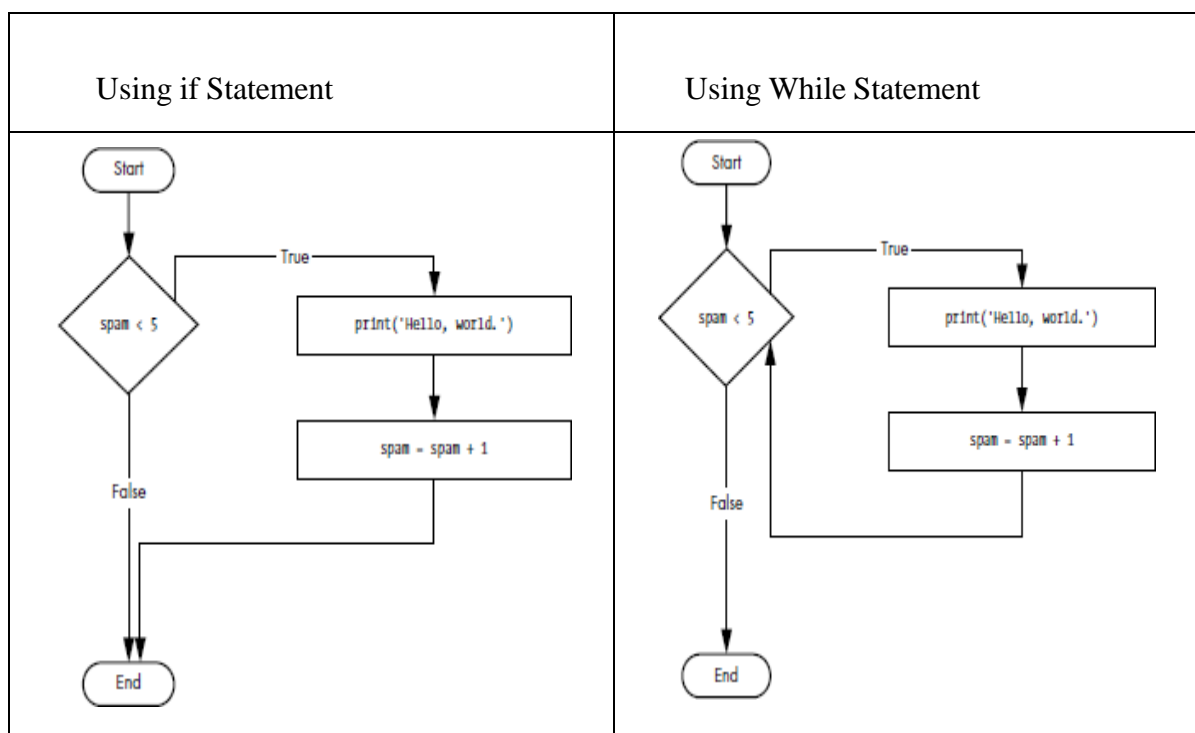 Using if Statement
Using While Statement
Start
True
spam < 5
print('Hello, world.')
spam = spam + 1
False
End
Start
True
spam < 5
print('Hello, world.')
spam = spam + 1
False
End